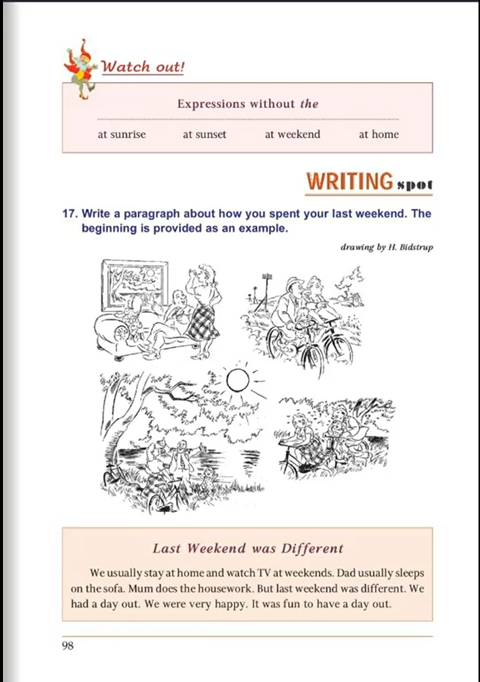 Watch out!
Expressions without the
at sunrise at sunset at weekend at home
WRITING spot
17. Write a paragraph about how you spent your last weekend. The
beginning is provided as an example.
drawing by H. Bidstrup
Last Weekend was Different
We usually stay at home and watch TV at weekends. Dad usually sleeps
on the sofa. Mum does the housework. But last weekend was different. We
had a day out. We were very happy. It was fun to have a day out.
98